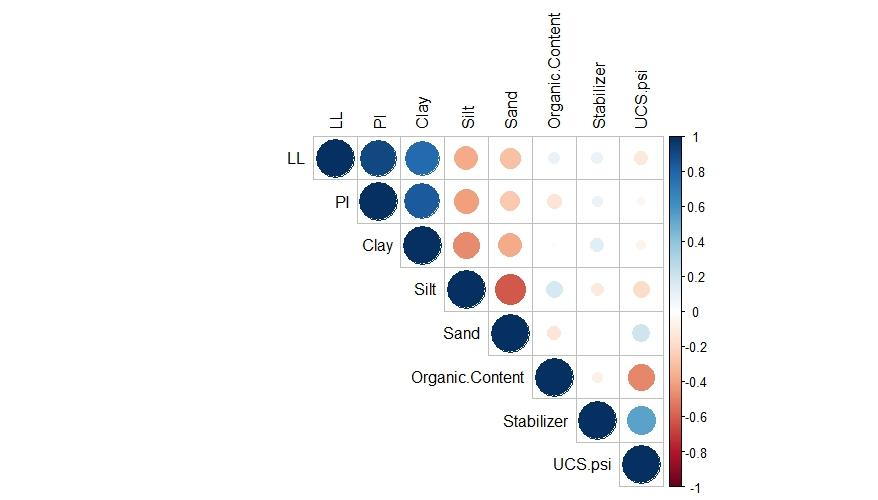 LL
PI
Clay
Silt
Sand
Organic.Content
Stabilizer
UCS.psi
LL
PI
Clay
Silt
Sand
Organic.Content
Stabilizer
UCS.psi
1
0.8
0.6
0.4
0.2
0
-0.2
-0.4
-0.6
-0.8
-1